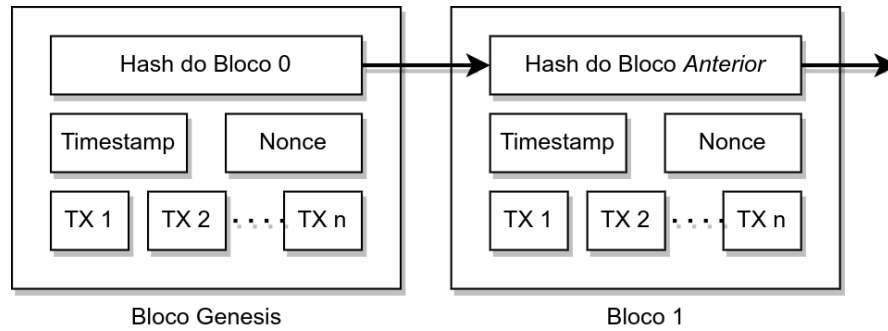 Hash do Bloco 0
Timestamp
Nonce
TX 1
TX 2
TX n
Bloco Genesis
Hash do Bloco Anterior
Timestamp
Nonce
TX 1
TX 2
TX n
Bloco 1